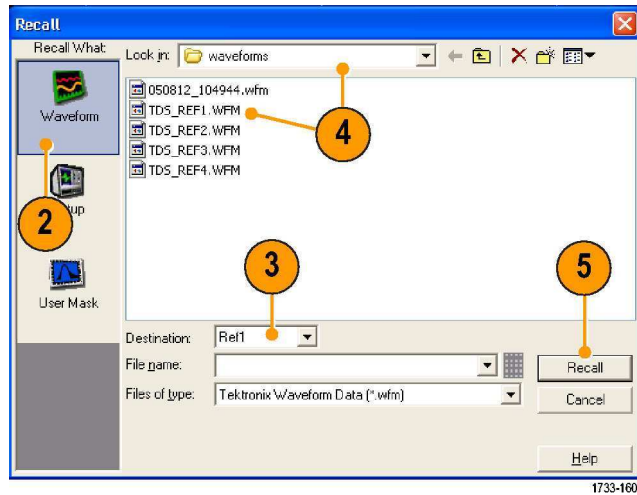 Recall
Recall What:
Look in: waveforms
Waveform
050812_104944.wfm
TDS_REF1.WFM
TDS_REF2.WFM
TDS_REF3.WFM
TDS_REF4.WFM
4
2
3
5
User Mask
Destination: Ref1
File name:
Recall
Files of type: Tektronix Waveform Data (*.wfm)
Cancel
Help
1733-160